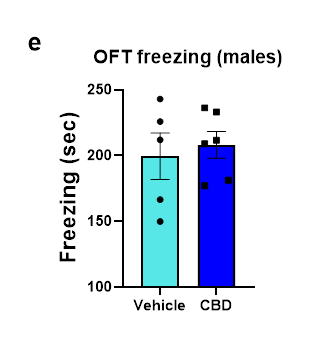 e
OFT freezing (males)
Freezing (sec)
250
200
150
100
Vehicle CBD